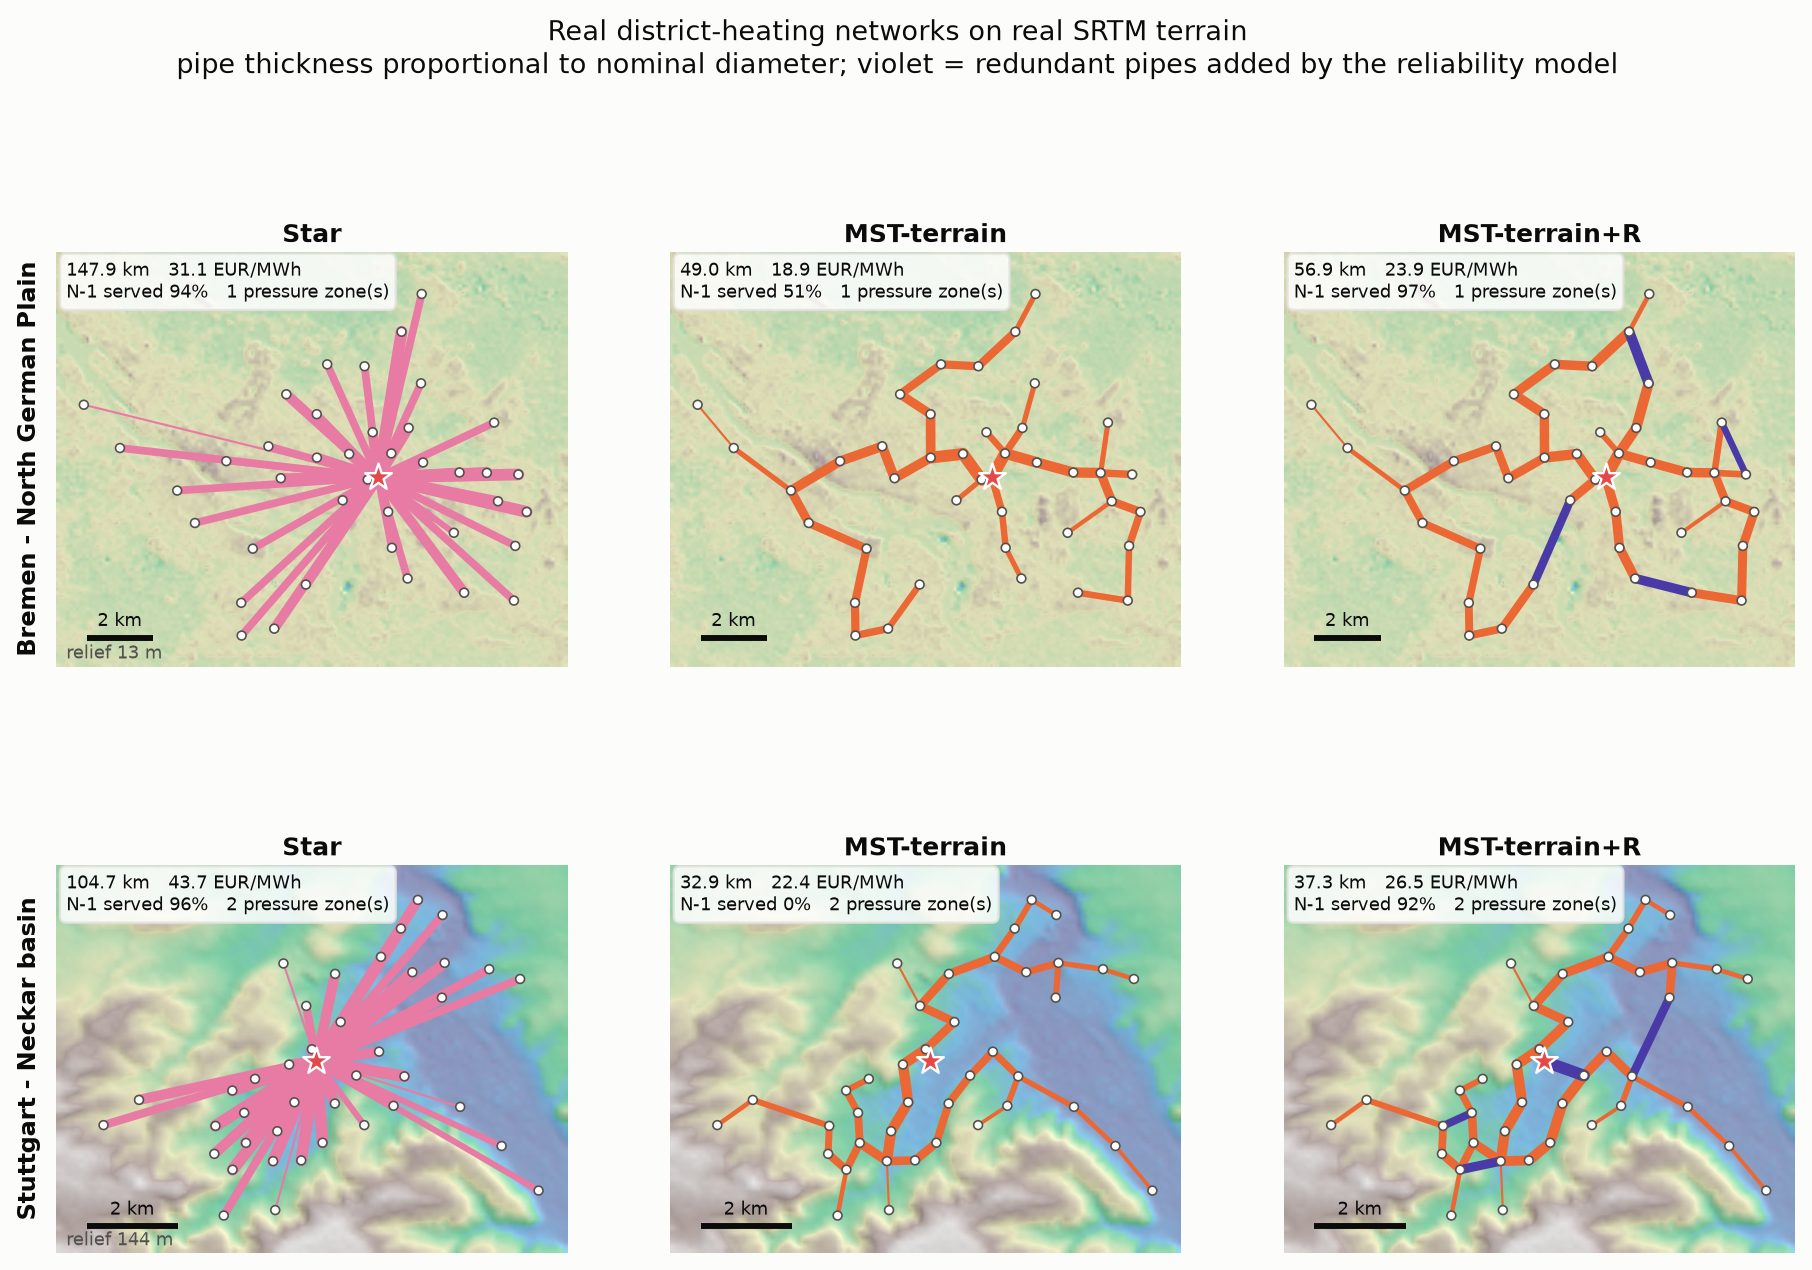 Real district-heating networks on real SRTM terrain
pipe thickness proportional to nominal diameter; violet = redundant pipes added by the reliability model
Bremen - North German Plain
Star
147.9 km 31.1 EUR/MWh
N-1 served 94% 1 pressure zone(s)
2 km
relief 13 m
MST-terrain
49.0 km 18.9 EUR/MWh
N-1 served 51% 1 pressure zone(s)
2 km
MST-terrain+R
56.9 km 23.9 EUR/MWh
N-1 served 97% 1 pressure zone(s)
2 km
Stuttgart - Neckar basin
Star
104.7 km 43.7 EUR/MWh
N-1 served 96% 2 pressure zone(s)
2 km
relief 144 m
MST-terrain
32.9 km 22.4 EUR/MWh
N-1 served 0% 2 pressure zone(s)
2 km
MST-terrain+R
37.3 km 26.5 EUR/MWh
N-1 served 92% 2 pressure zone(s)
2 km